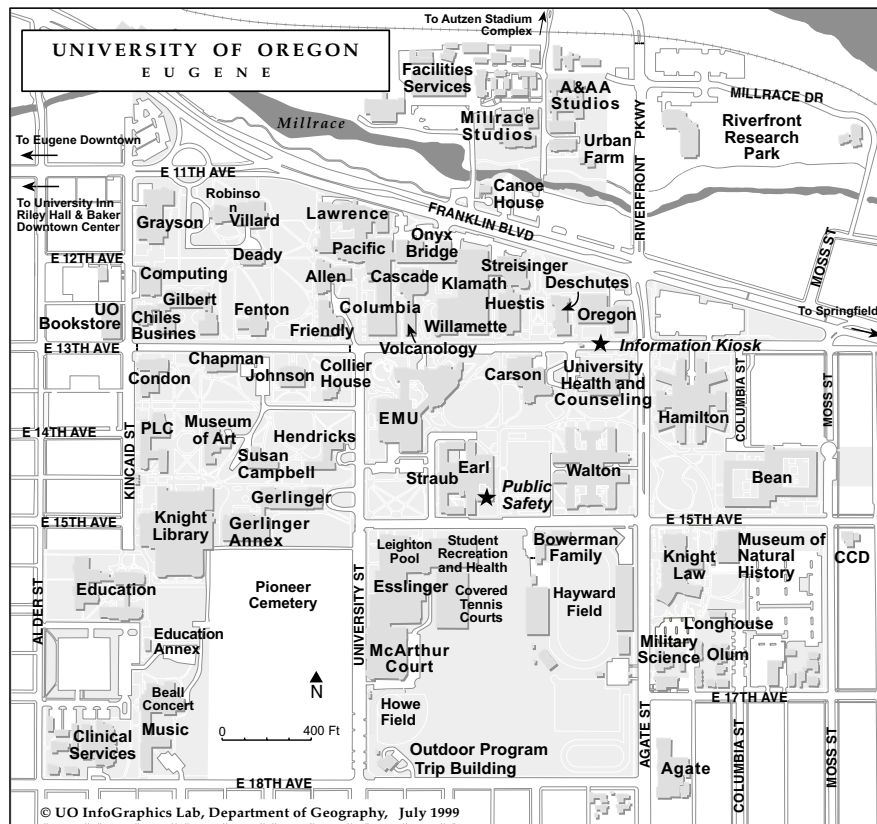 UNIVERSITY OF OREGON
EUGENE
To Autzen Stadium
Complex
Facilities
Services
A&AA
Studios
MILLRACE DR
Millrace
Millrace
Studios
Riverfront
Research
Park
RIVERFRONT PKWY
Urban
Farm
To Eugene Downtown
E 11TH AVE
Canoe
House
To University Inn
Riley Hall & Baker
Downtown Center
Robinso
n
Villard
Grayson
Lawrence
FRANKLIN BLVD
Pacific
Onyx
Bridge
MOSS ST
Deady
E 12TH AVE
Computing
Allen
Cascade
Streisinger
Klamath
Deschutes
Gilbert
Columbia
Huestis
UO
Bookstore
Chiles
Busines
Fenton
Friendly
Willamette
Oregon
To Springfield
E 13TH AVE
Volcanology
Information Kiosk
Chapman
Condon
Johnson
Collier
House
Carson
University
Health and
Counseling
COLUMBIA ST
MOSS ST
Hamilton
EMU
E 14TH AVE
KINCAID ST
PLC
Museum
of Art
Hendricks
Susan
Campbell
Straub
Earl
Walton
Bean
Public
Safety
Gerlinger
E 15TH AVE
Knight
Library
Gerlinger
Annex
E 15TH AVE
Leighton
Pool
Student
Recreation
and Health
Bowerman
Family
Knight
Law
Museum of
Natural
History
CCD
ALDER ST
Education
Pioneer
Cemetery
UNIVERSITY ST
Esslinger
Covered
Tennis
Courts
Hayward
Field
Longhouse
Education
Annex
McArthur
Court
Military
Science
Olum
N
Beall
Concert
E 17TH AVE
0
400 Ft
Howe
Field
Clinical
Services
Music
Outdoor Program
Trip Building
AGATE ST
Agate
COLUMBIA ST
MOSS ST
E 18TH AVE
© UO InfoGraphics Lab, Department of Geography, July 1999